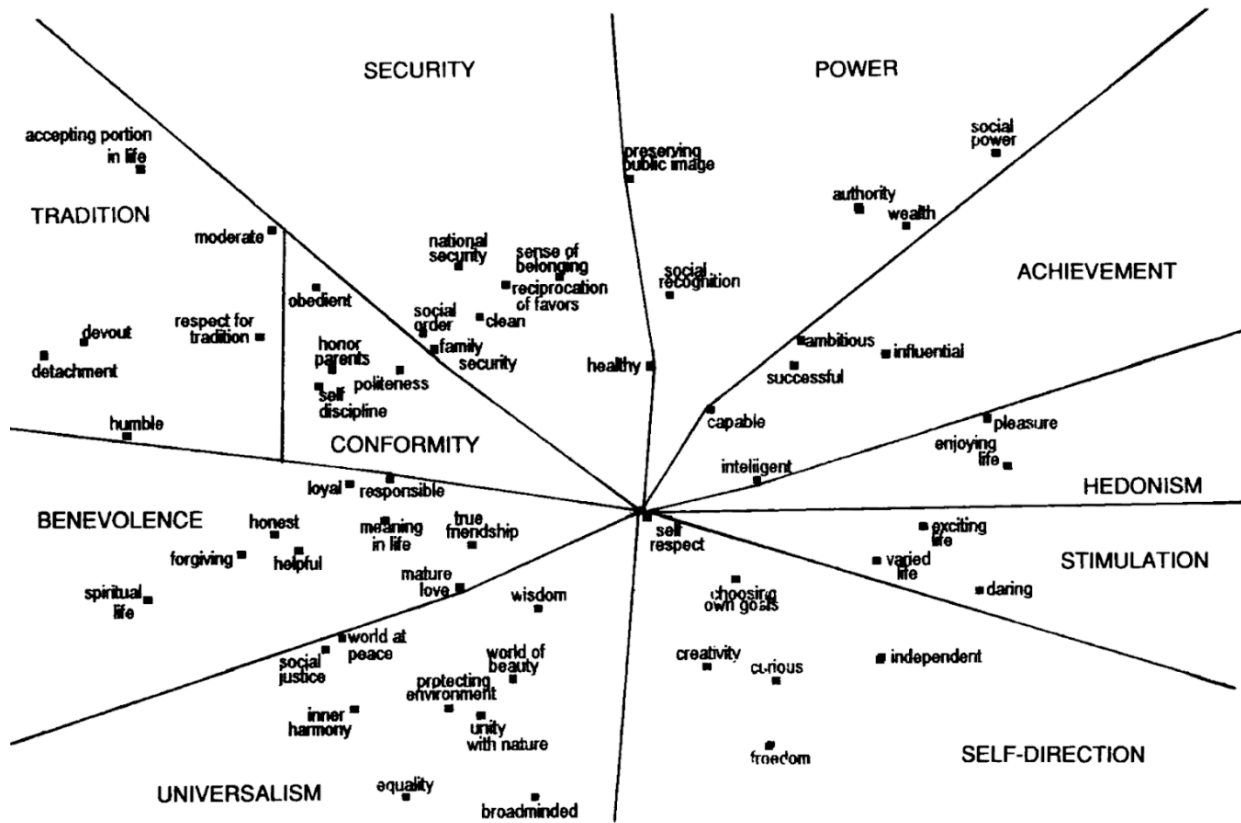 SECURITY
POWER
accepting portion
in life
social
power
preserving
public image
TRADITION
authority
wealth
moderate
national
security
sense of
belonging
reciprocation
of favors
social
recognition
ACHIEVEMENT
obedient
social
order
clean
devout
respect for
tradition
honor
parents
family
security
detachment
politeness
healthy
ambitious
influential
successful
self
discipline
humble
CONFORMITY
capable
pleasure
enjoying
life
intelligent
loyal
responsible
HEDONISM
BENEVOLENCE
honest
meaning
in life
true
friendship
self
respect
exciting
life
forgiving
helpful
varied
life
STIMULATION
spiritual
life
mature
love
wisdom
choosing
own goals
daring
world at
peace
social
justice
world of
beauty
creativity
curious
independent
protecting
environment
inner
harmony
unity
with nature
freedom
SELF-DIRECTION
UNIVERSALISM
equality
broadminded